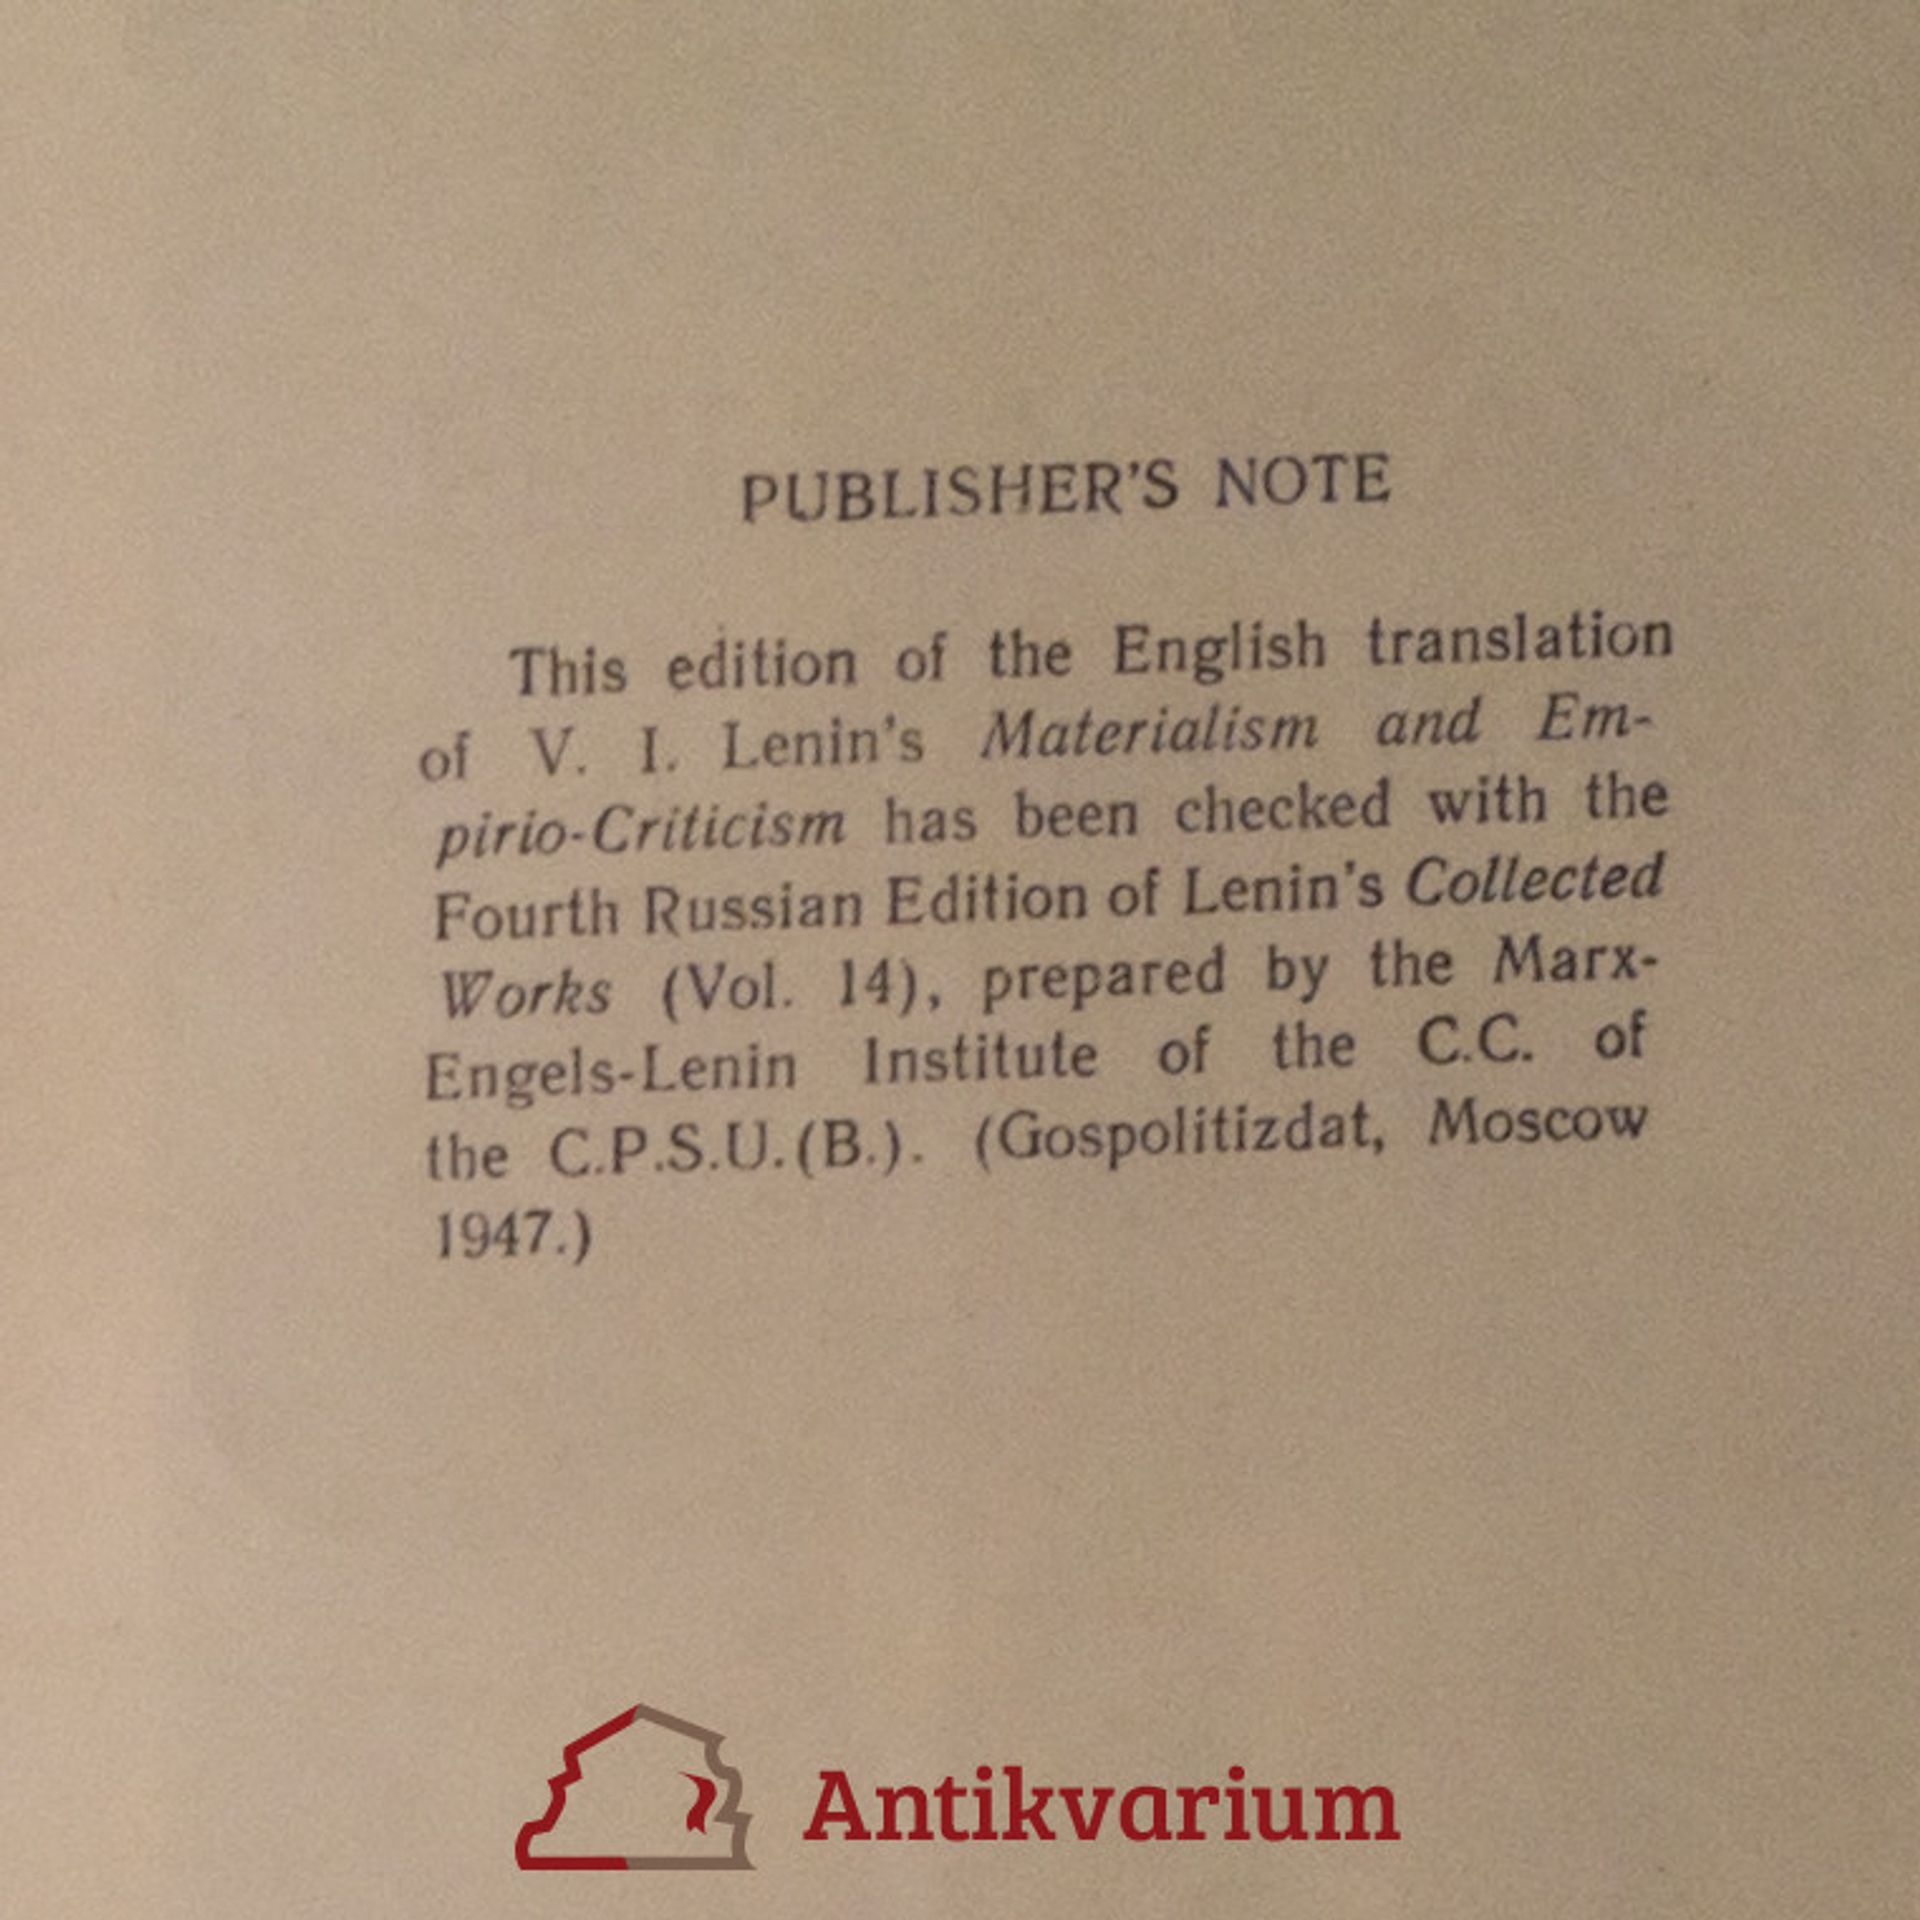 PUBLISHER'S NOTE
This edition of the English translation
of V. I. Lenin's Materialism and Em-
pirio-Criticism has been checked with the
Fourth Russian Edition of Lenin's Collected
Works (Vol. 14), prepared by the Marx-
Engels-Lenin Institute of the C.C. of
the C.P.S.U.(B.). (Gospolitizdat, Moscow
1947.)
Antikvarium